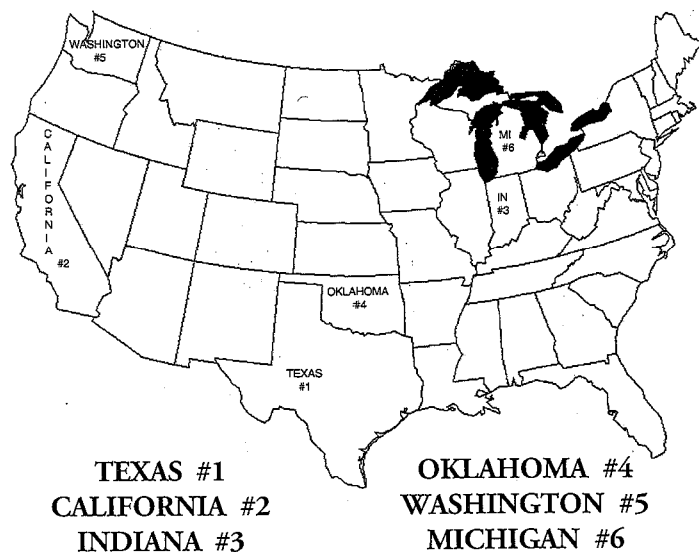 WASHINGTON
#5
CALIFORNIA
#2
MI
#6
IN
#3
OKLAHOMA
#4
TEXAS
#1
TEXAS #1
CALIFORNIA #2
INDIANA #3
OKLAHOMA #4
WASHINGTON #5
MICHIGAN #6